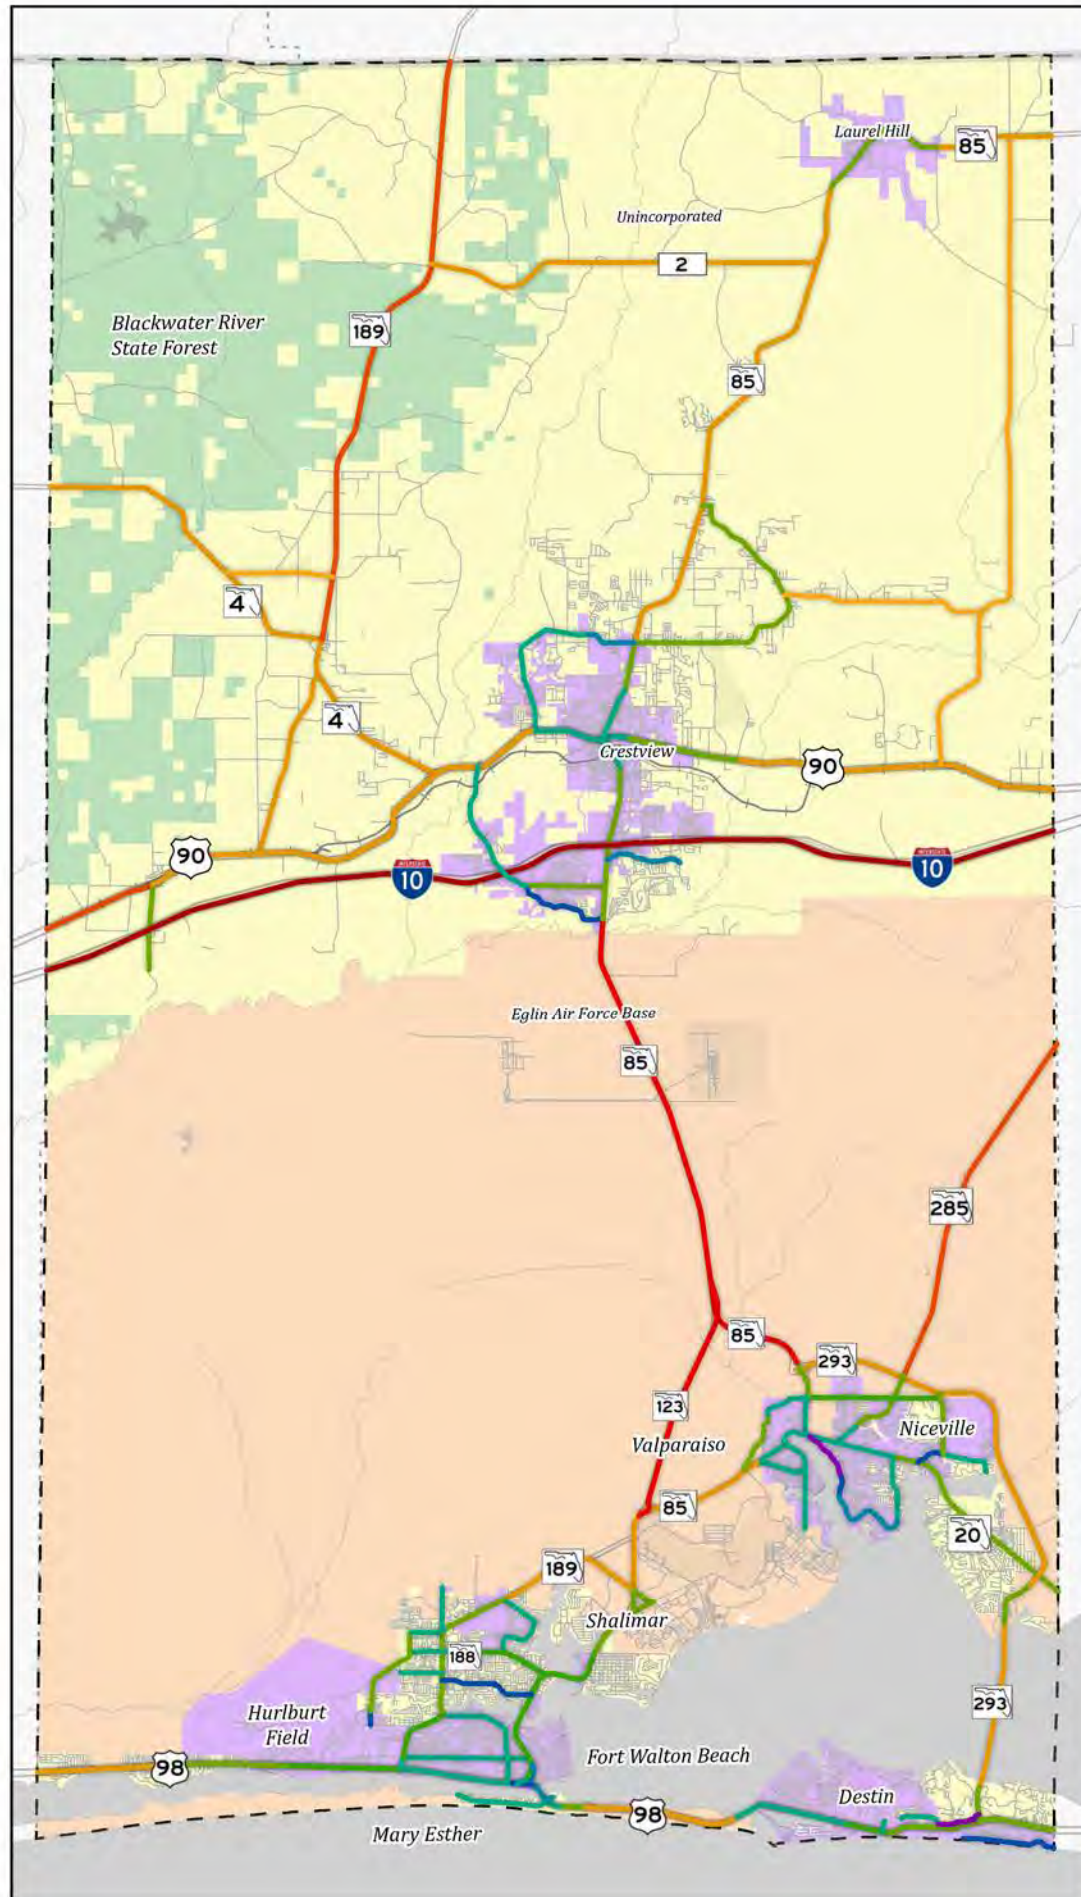 Laurel Hill
85
Unincorporated
2
Blackwater River
State Forest
189
85
4
4
Crestview
90
90
INTERSTATE
10
INTERSTATE
10
Eglin Air Force Base
85
285
85
293
123
Niceville
Valparaiso
85
20
189
Shalimar
188
293
Hurlburt
Field
Fort Walton Beach
98
Destin
98
Mary Esther